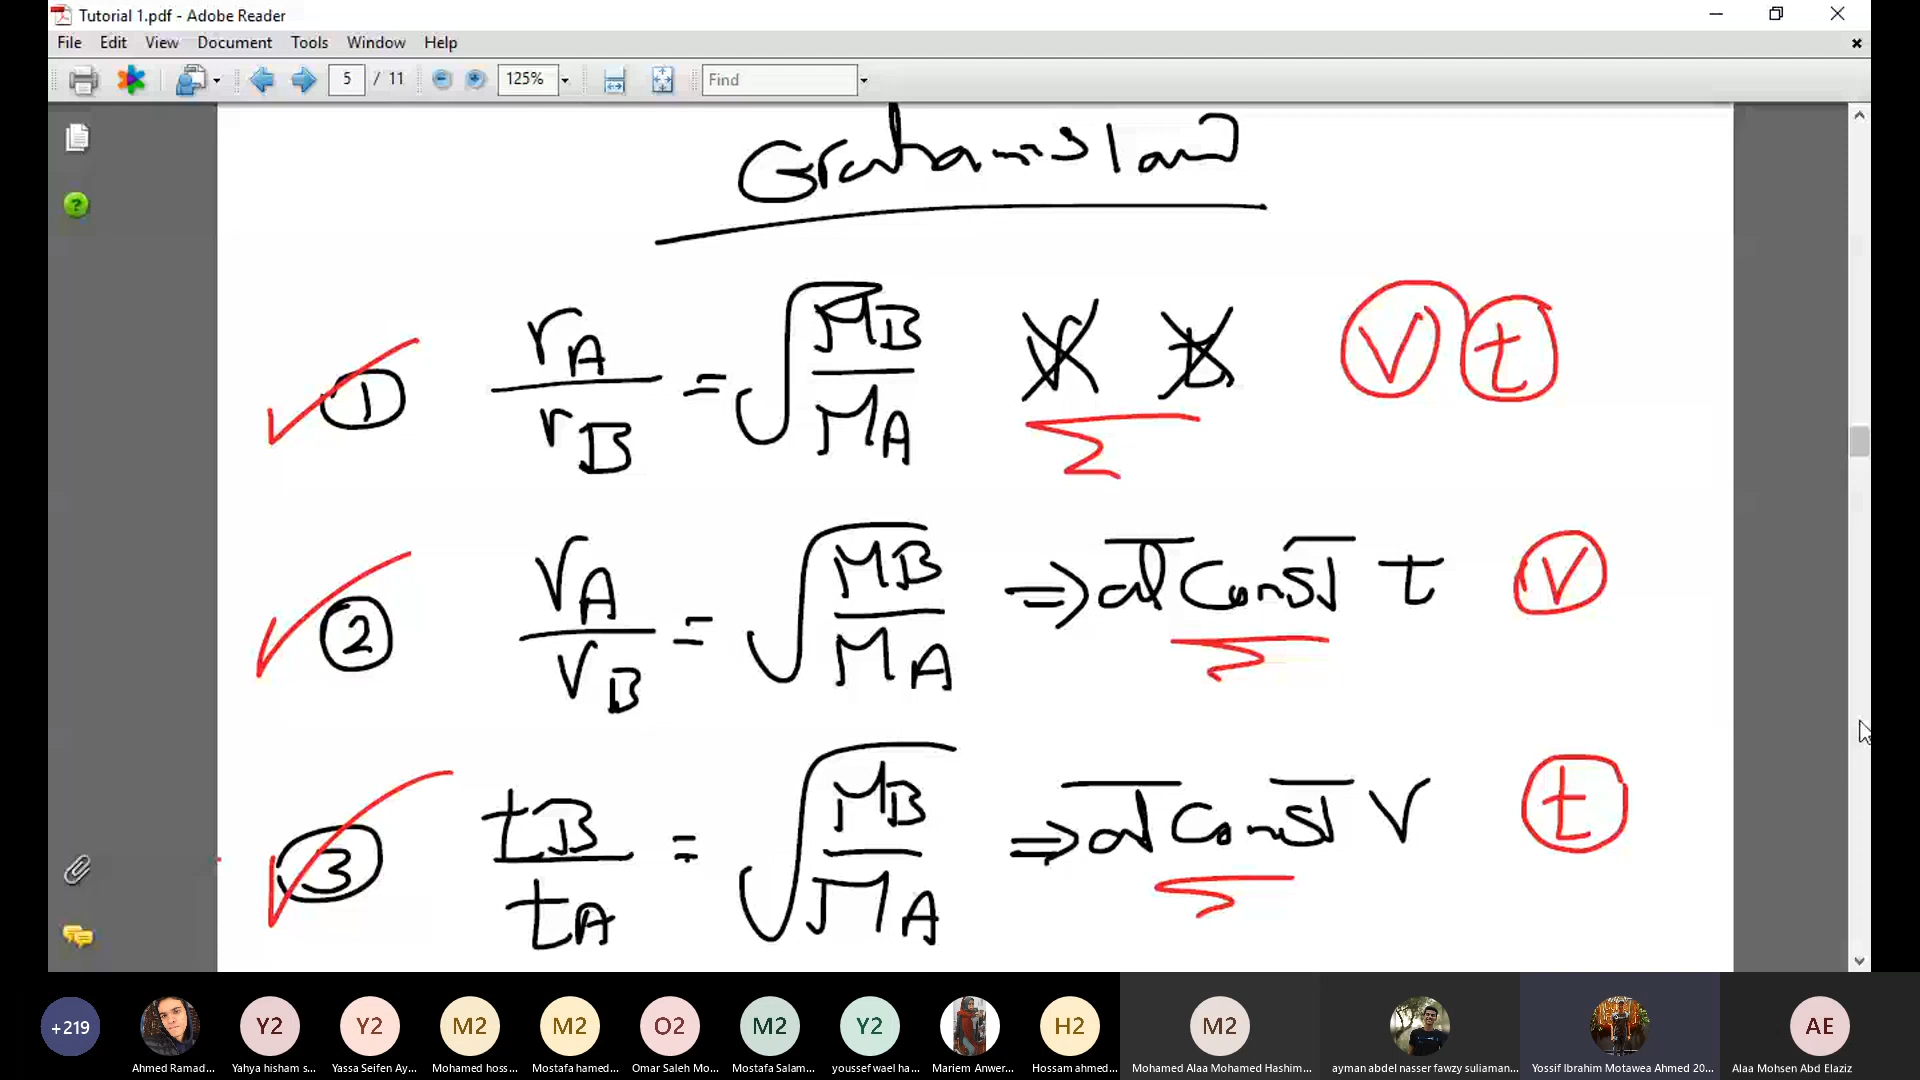 Tutorial 1.pdf - Adobe Reader
File Edit View Document Tools Window Help
5 / 11 125% Find
Graham's law
1 rA/rB = √(MB/MA) V t V t
2 VA/VB = √(MB/MA) ⇒ at Const t V
3 tB/tA = √(MB/MA) ⇒ at Const V t
+219 Y2 Y2 M2 M2 O2 M2 Y2 H2 M2 AE
Ahmed Ramad... Yahya hisham s... Yassa Seifen Ay... Mohamed hoss... Mostafa hamed... Omar Saleh Mo... Mostafa Salam... youssef wael ha... Mariem Anwer... Hossam ahmed... Mohamed Alaa Mohamed Hashim... ayman abdel nasser fawzy suliaman... Yossif Ibrahim Motawea Ahmed 20... Alaa Mohsen Abd Elaziz